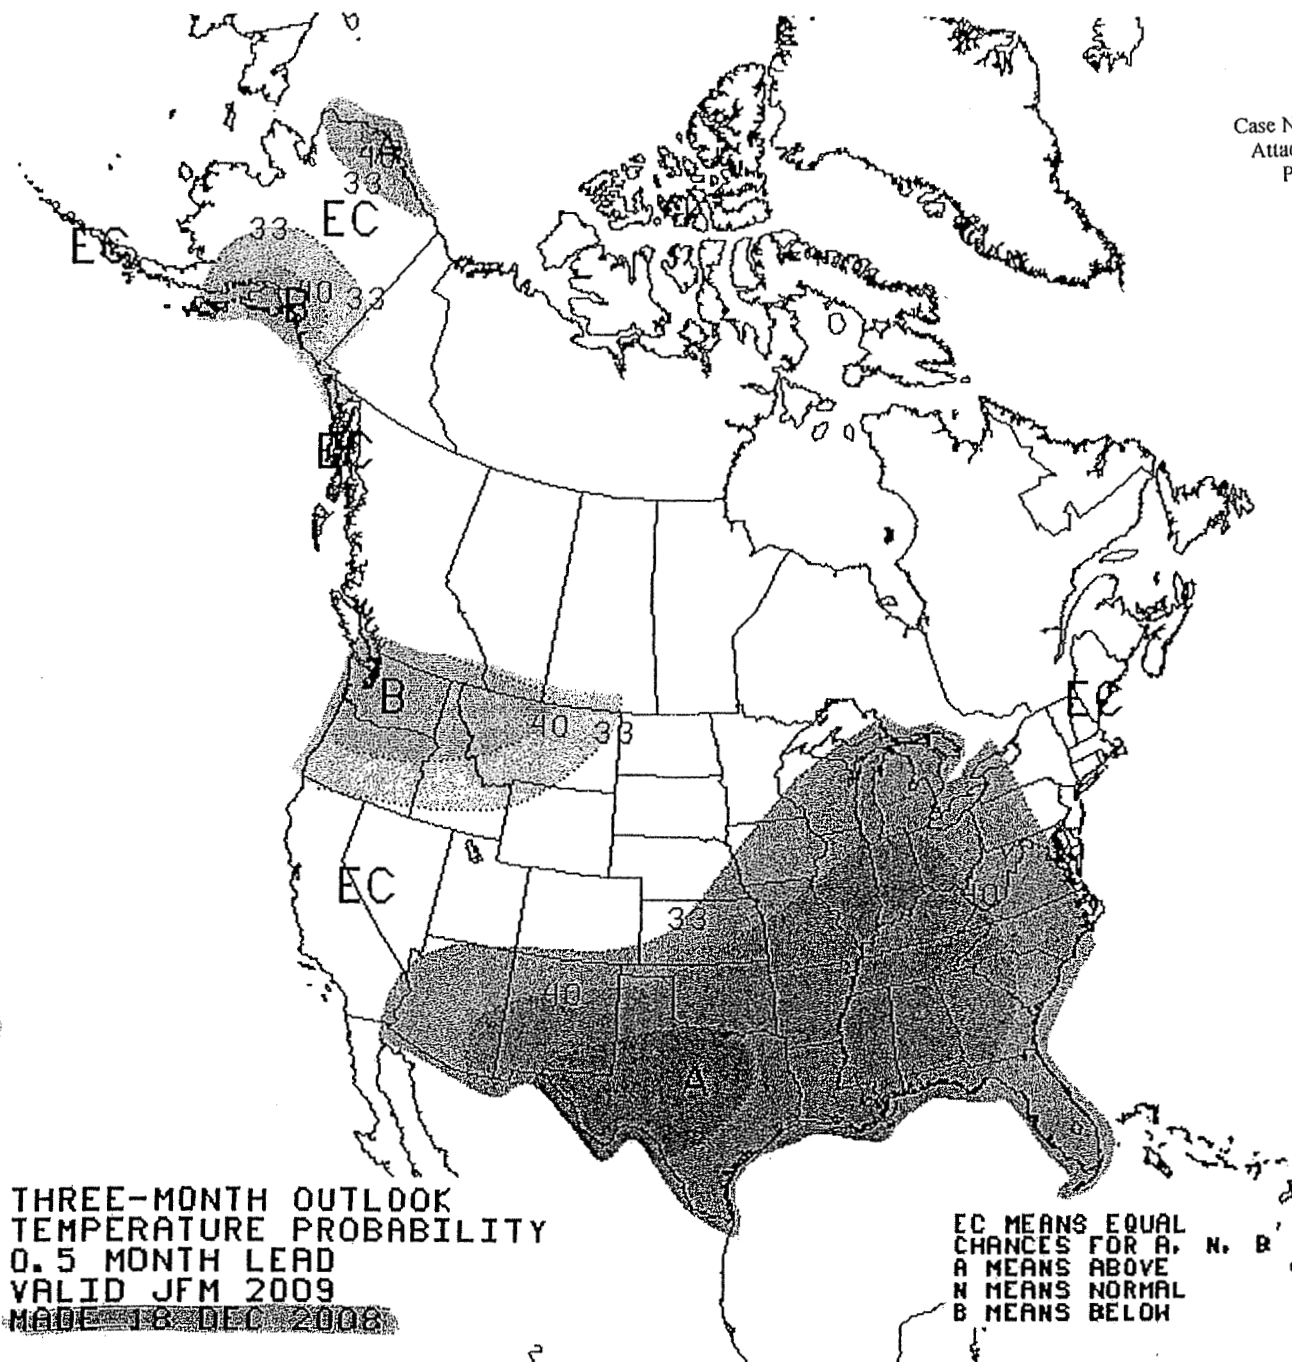 Case N
Attac
P
A
40
33
EC
33
EC
B
40
33
EC
B
40
33
EC
EC
33
40
40
A
THREE-MONTH OUTLOOK
TEMPERATURE PROBABILITY
0.5 MONTH LEAD
VALID JFM 2009
MADE 18 DEC 2008
EC MEANS EQUAL
CHANCES FOR A, N, B
A MEANS ABOVE
N MEANS NORMAL
B MEANS BELOW